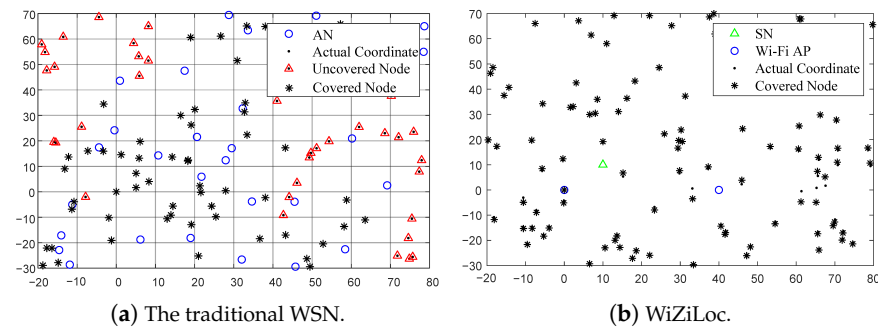 70
60
50
40
30
20
10
0
−10
−20
−30
−20 −10 0 10 20 30 40 50 60 70 80
AN
Actual Coordinate
Uncovered Node
Covered Node
(a) The traditional WSN.
70
60
50
40
30
20
10
0
−10
−20
−30
−20 −10 0 10 20 30 40 50 60 70 80
SN
Wi-Fi AP
Actual Coordinate
Covered Node
(b) WiZiLoc.